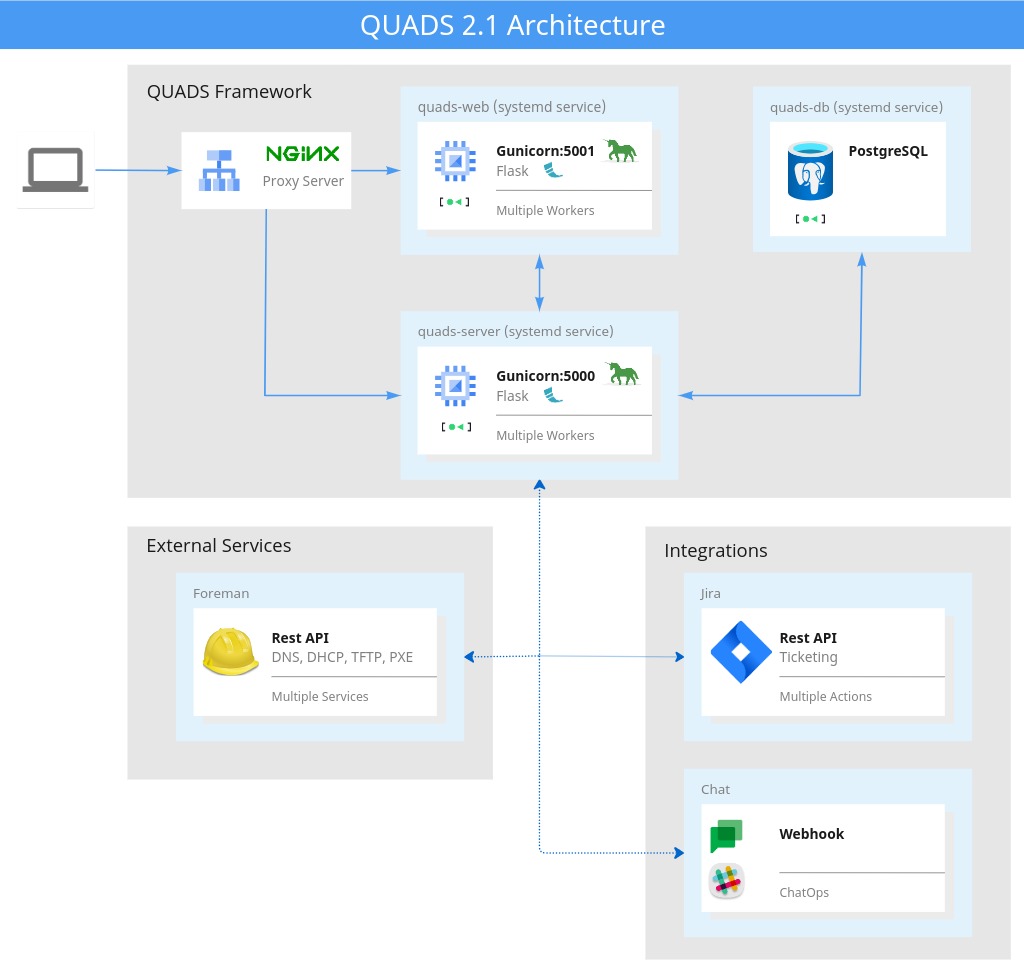 QUADS 2.1 Architecture
QUADS Framework
NGINX
Proxy Server
quads-web (systemd service)
Gunicorn:5001
Flask
Multiple Workers
quads-db (systemd service)
PostgreSQL
quads-server (systemd service)
Gunicorn:5000
Flask
Multiple Workers
External Services
Foreman
Rest API
DNS, DHCP, TFTP, PXE
Multiple Services
Integrations
Jira
Rest API
Ticketing
Multiple Actions
Chat
Webhook
ChatOps